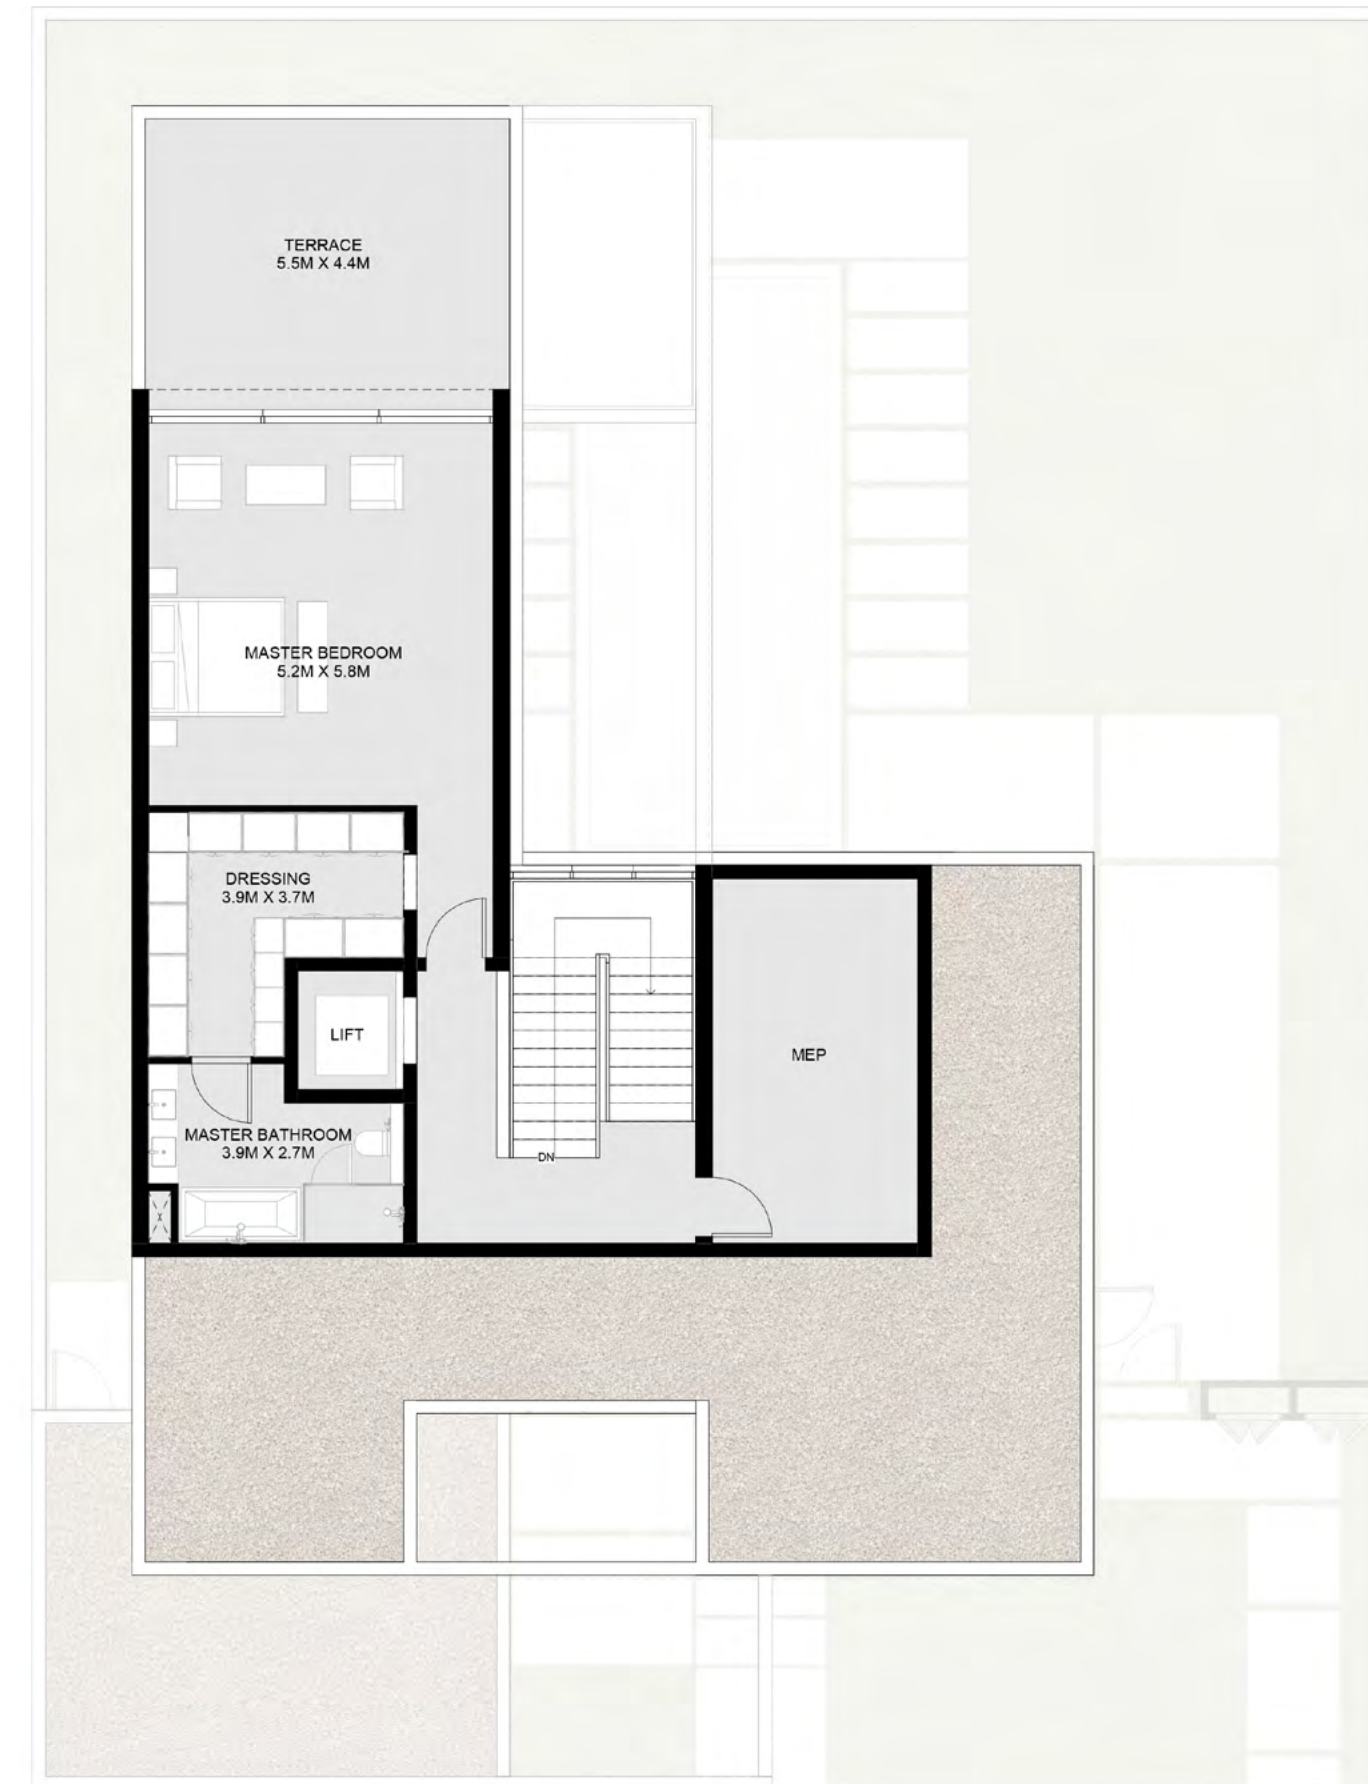 TERRACE
5.5M X 4.4M
MASTER BEDROOM
5.2M X 5.8M
DRESSING
3.9M X 3.7M
LIFT
MEP
MASTER BATHROOM
3.9M X 2.7M
DN